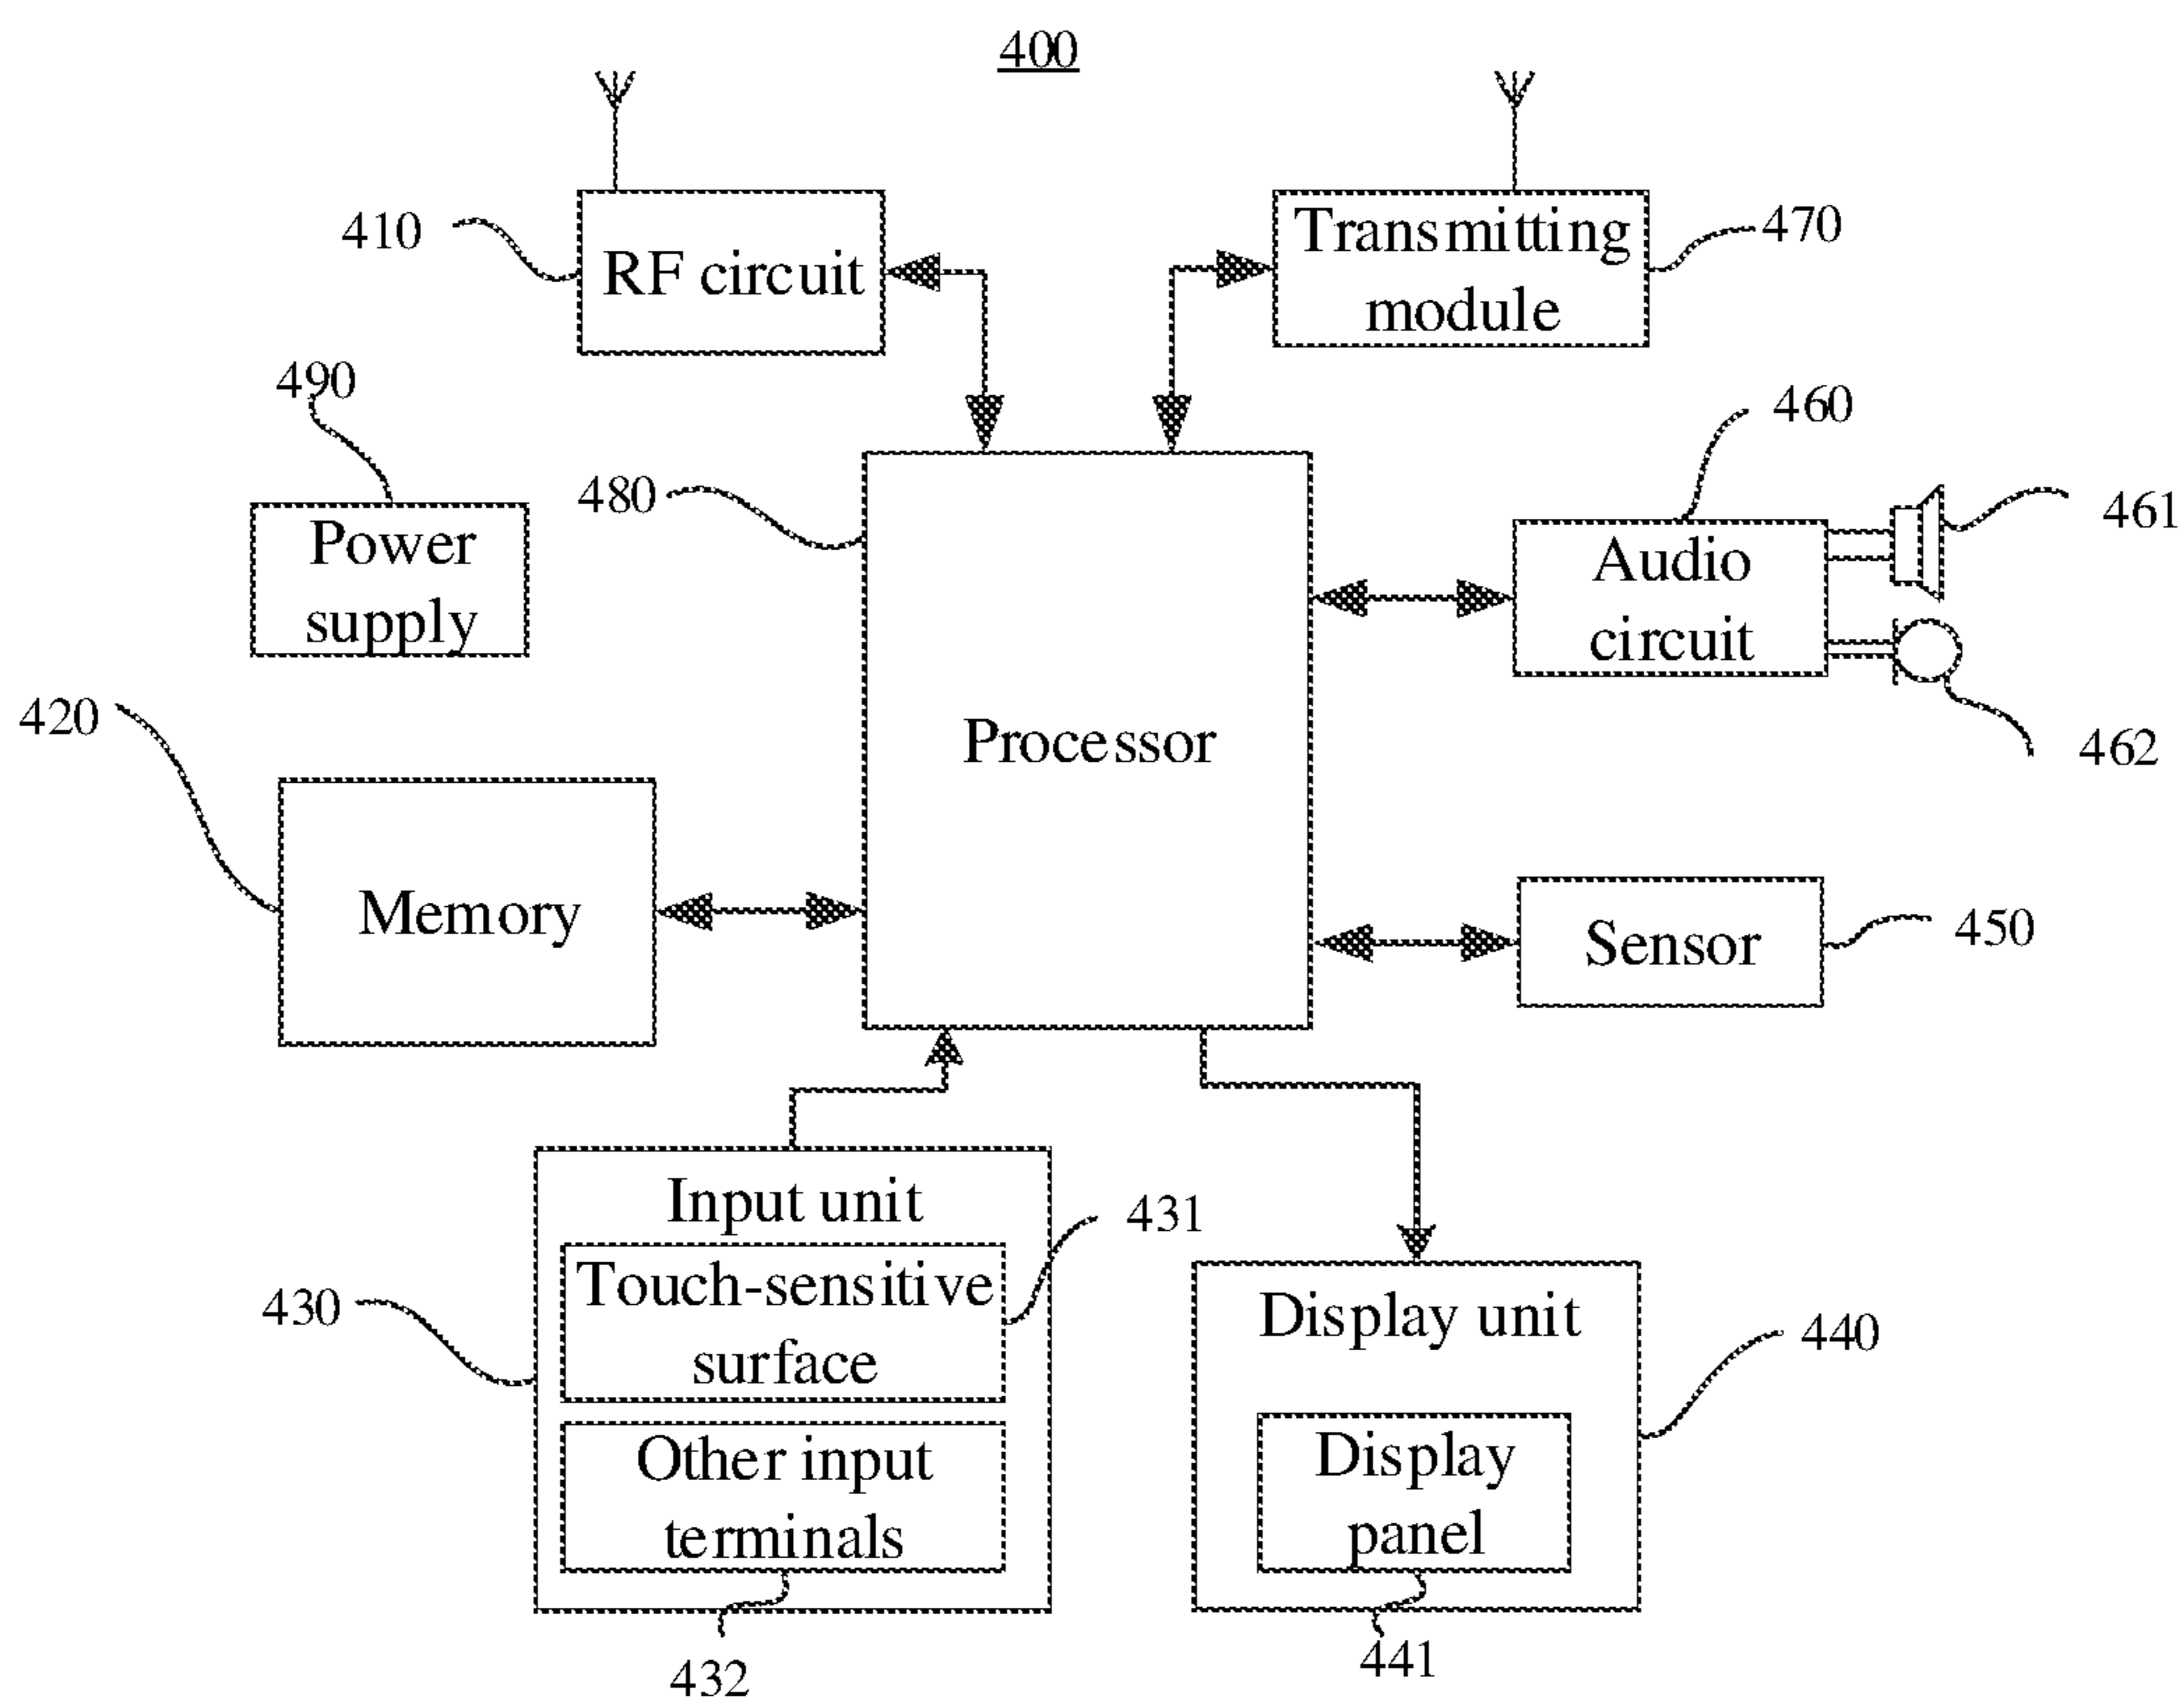 400
410
RF circuit
Transmitting
module
470
490
Power
supply
480
Processor
460
Audio
circuit
461
462
420
Memory
Sensor
450
Input unit
431
Touch-sensitive
surface
430
Other input
terminals
432
Display unit
440
Display
panel
441